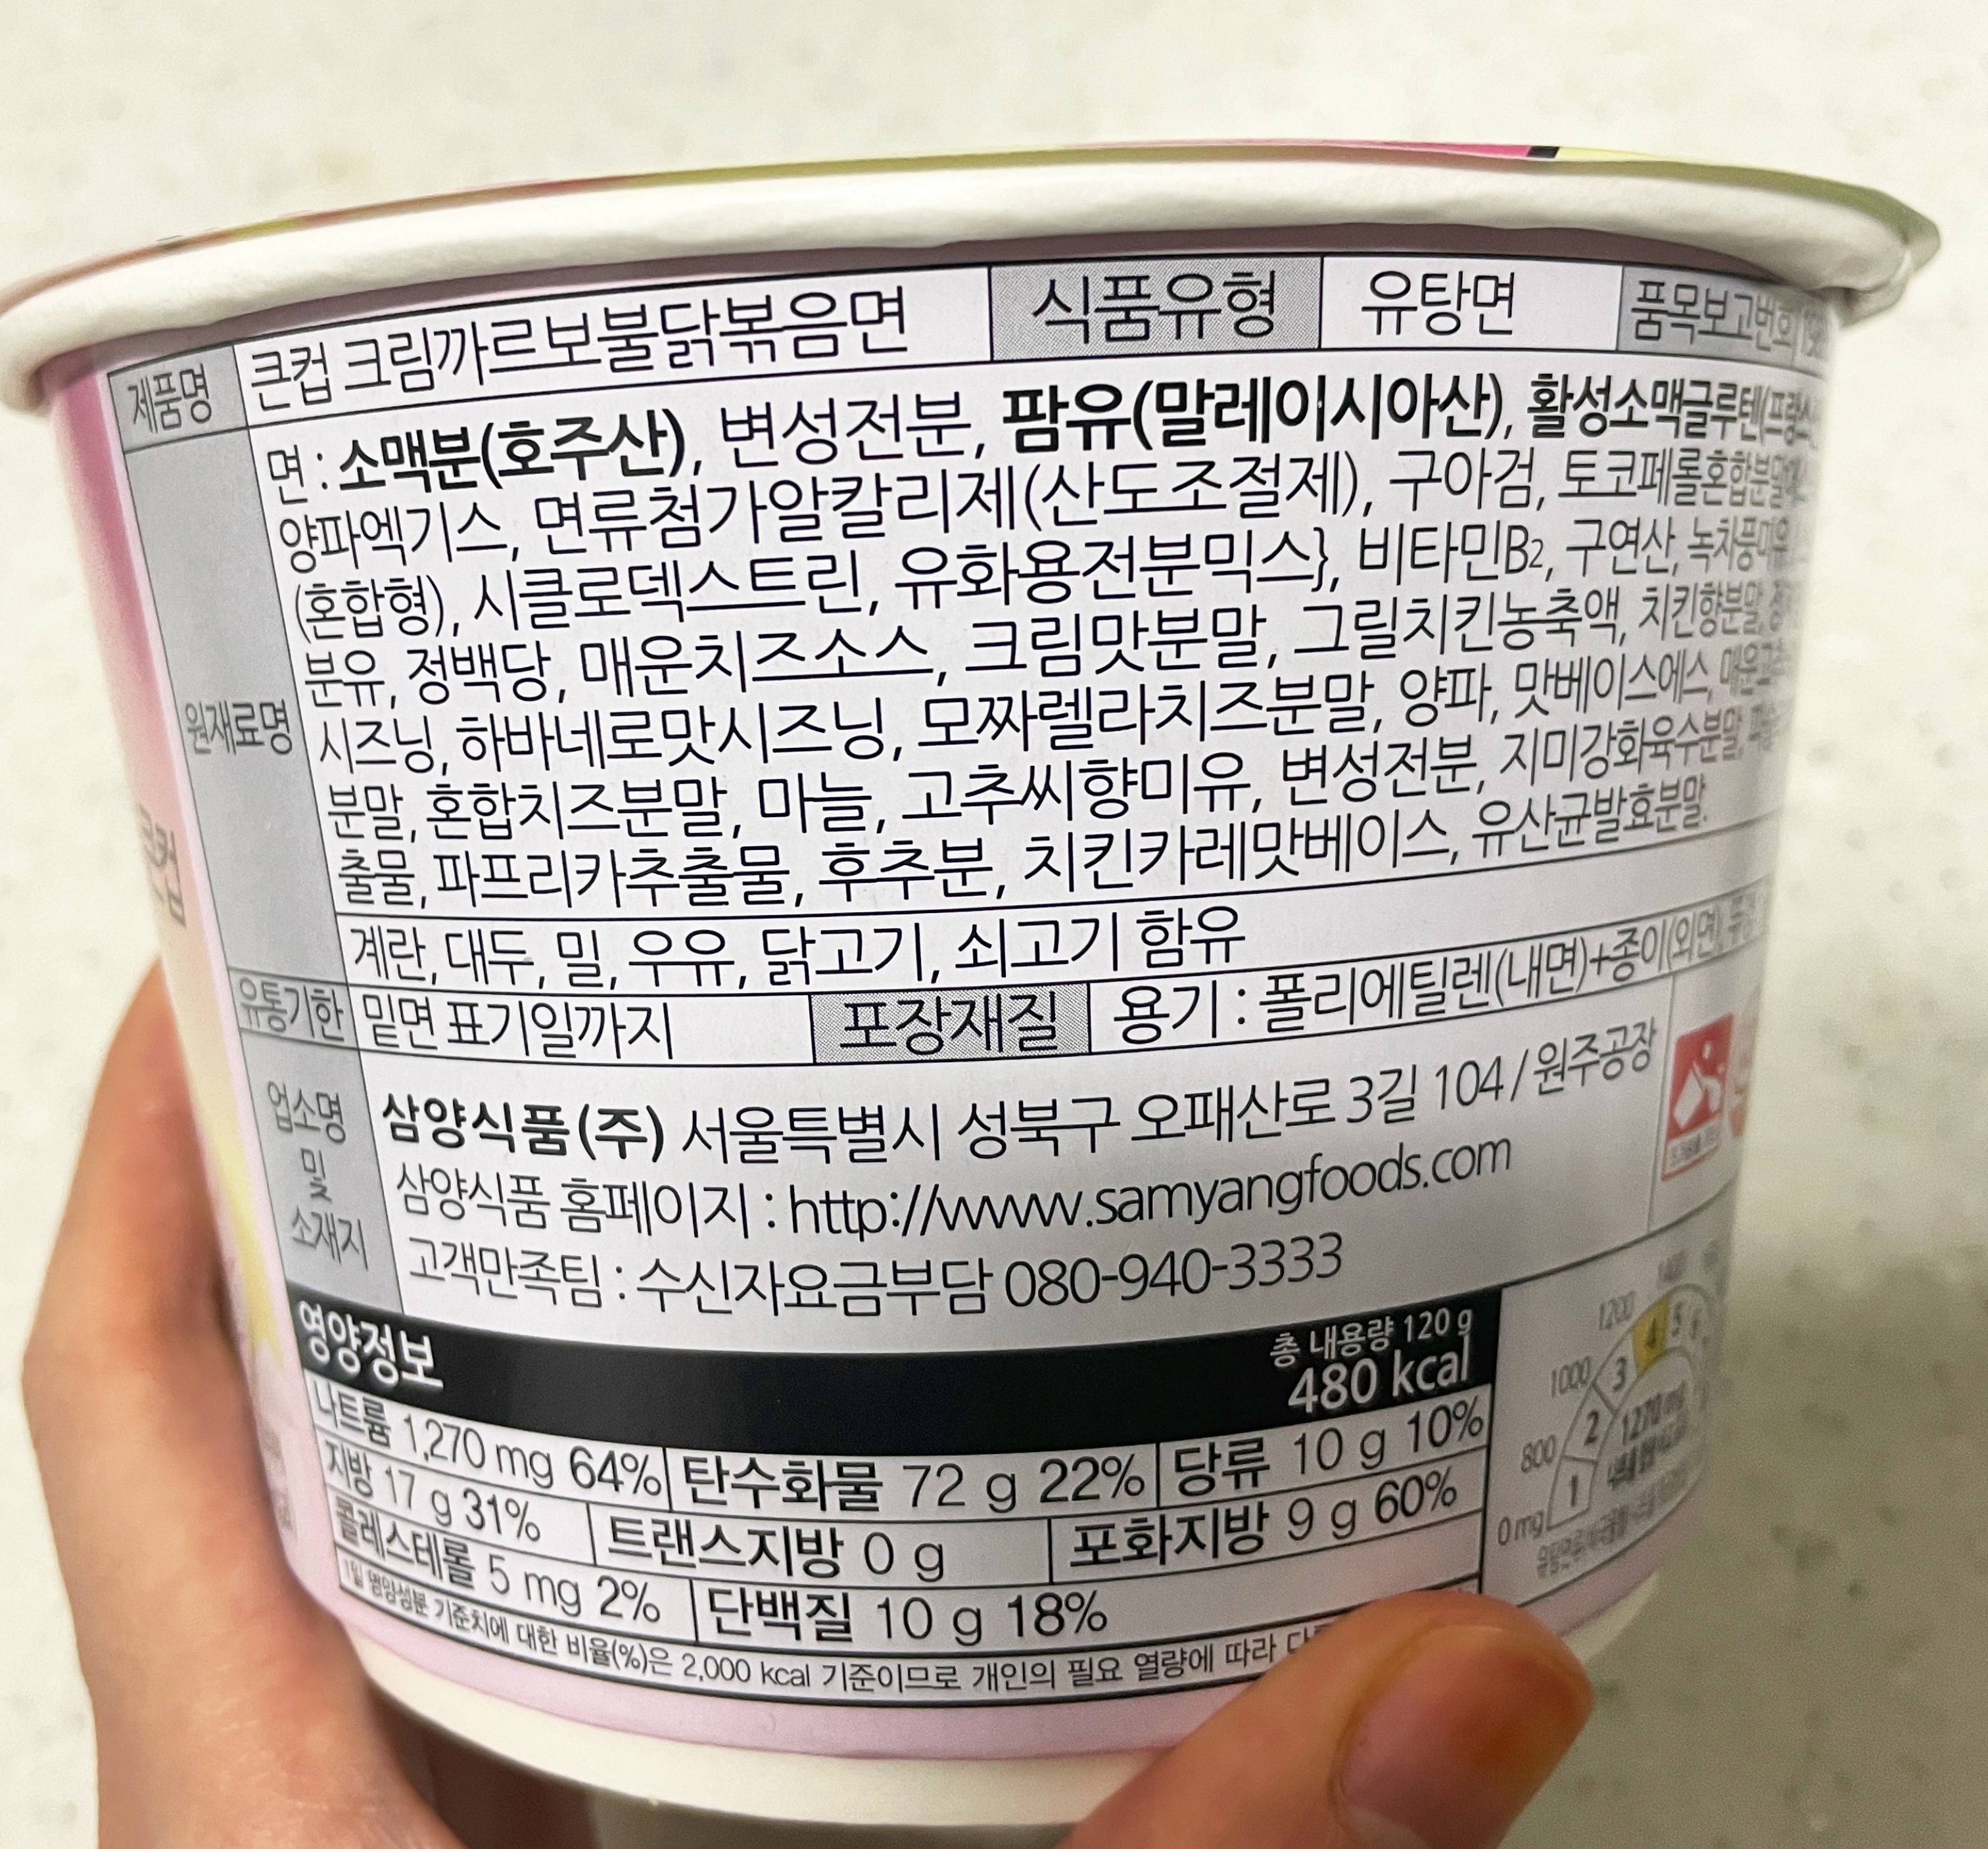 제품명 큰컵 크림까르보불닭볶음면 식품유형 유탕면 품목보고번호
원재료명
면 : 소맥분(호주산), 변성전분, 팜유(말레이시아산), 활성소맥글루텐(프랑스
양파엑기스, 면류첨가알칼리제(산도조절제), 구아검, 토코페롤혼합분말
(혼합형), 시클로덱스트린, 유화용전분믹스}, 비타민B2, 구연산, 녹차풍미유
분유, 정백당, 매운치즈소스, 크림맛분말, 그릴치킨농축액, 치킨향분말,
시즈닝, 하바네로맛시즈닝, 모짜렐라치즈분말, 양파, 맛베이스에스,
분말, 혼합치즈분말, 마늘, 고추씨향미유, 변성전분, 지미강화육수분말,
출물, 파프리카추출물, 후추분, 치킨카레맛베이스, 유산균발효분말.
계란, 대두, 밀, 우유, 닭고기, 쇠고기 함유
유통기한 밑면 표기일까지 포장재질 용기 : 폴리에틸렌(내면)+종이(외면),
업소명 및 소재지
삼양식품(주) 서울특별시 성북구 오패산로 3길 104 / 원주공장
삼양식품 홈페이지 : http://www.samyangfoods.com
고객만족팀 : 수신자요금부담 080-940-3333
영양정보
총 내용량 120 g
480 kcal
나트륨 1,270 mg 64% 탄수화물 72 g 22% 당류 10 g 10%
지방 17 g 31% 트랜스지방 0 g 포화지방 9 g 60%
콜레스테롤 5 mg 2% 단백질 10 g 18%
1일 영양성분 기준치에 대한 비율(%)은 2,000 kcal 기준이므로 개인의 필요 열량에 따라
1200
1000
800
0 mg
1
2
3
4
5
1270 mg
큰컵